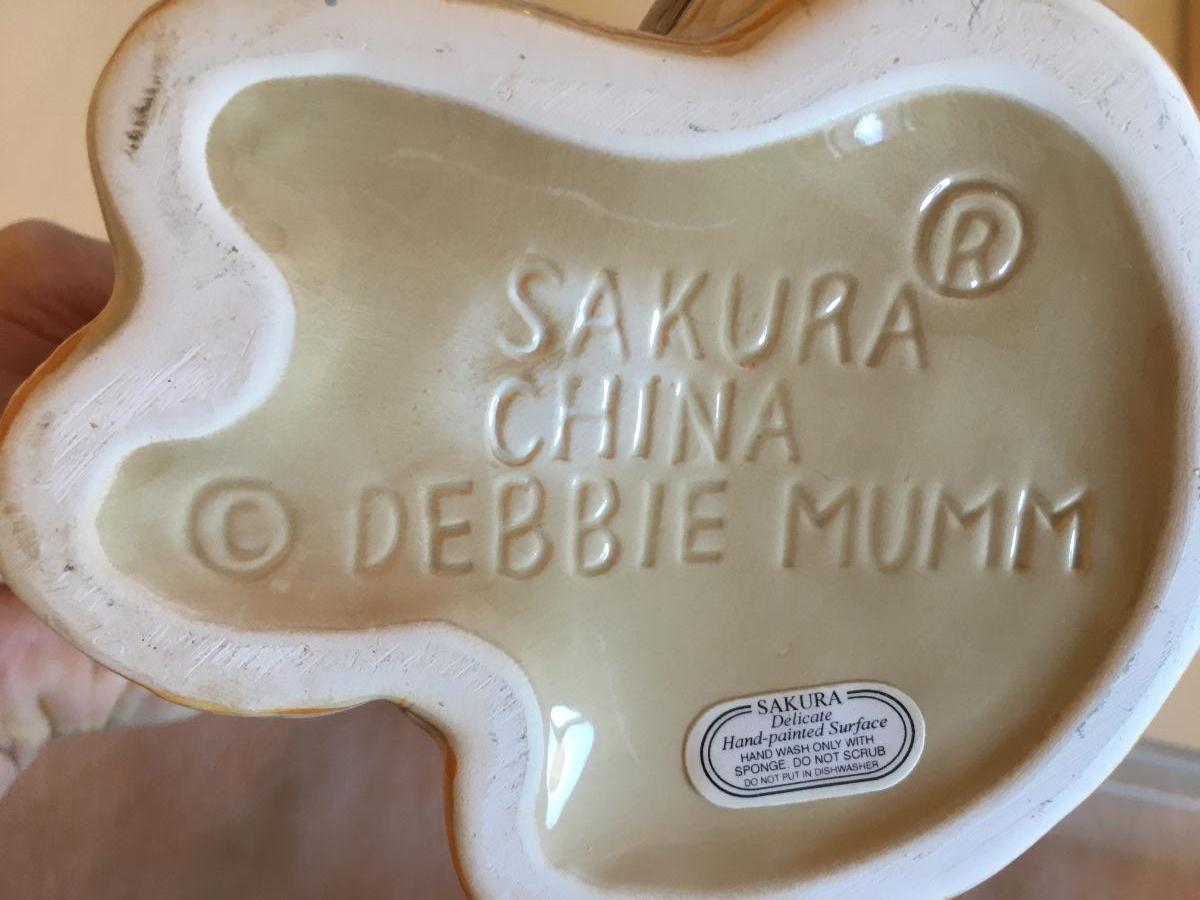 SAKURA ®
CHINA
© DEBBIE MUMM
SAKURA
Delicate
Hand-painted Surface
HAND WASH ONLY WITH
SPONGE. DO NOT SCRUB
DO NOT PUT IN DISHWASHER